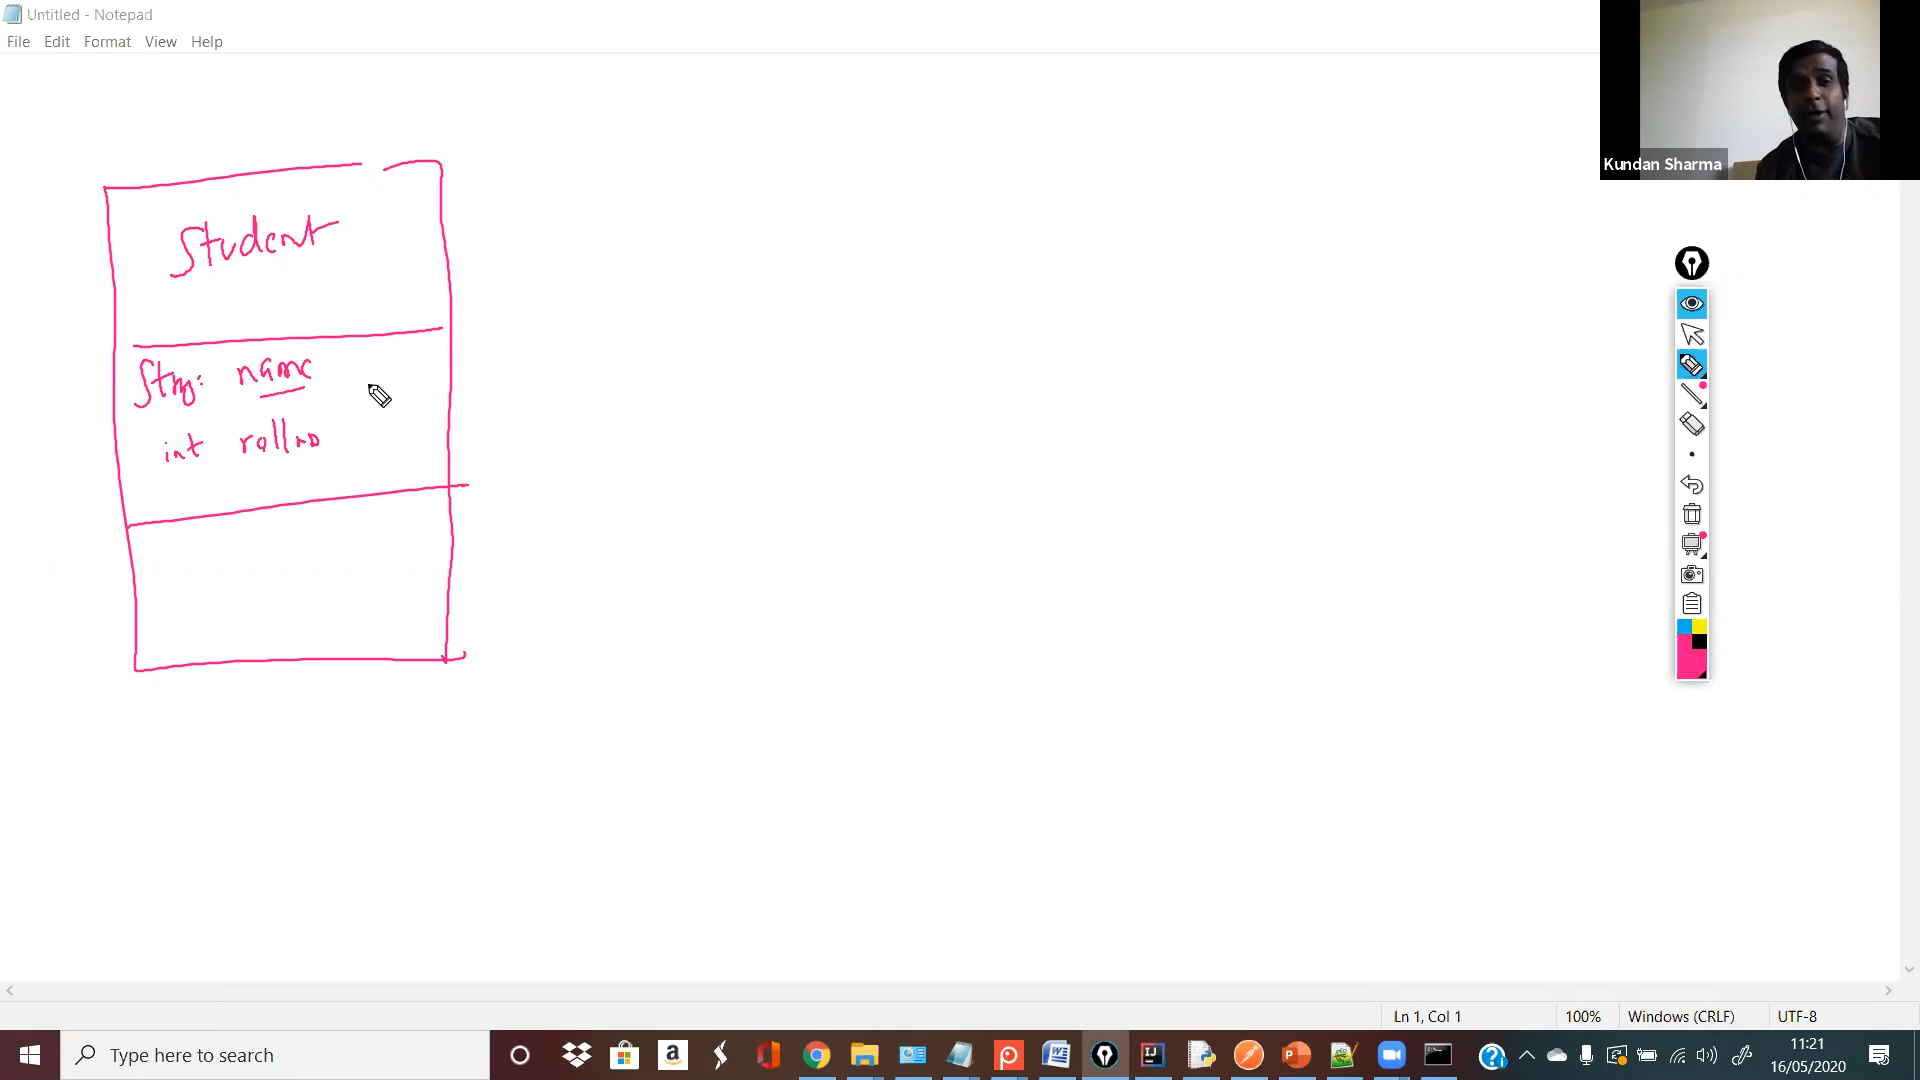 Untitled - Notepad
File Edit Format View Help
Kundan Sharma
Student
name
int rollno
Ln 1, Col 1
100%
Windows (CRLF)
UTF-8
Type here to search
11:21
16/05/2020